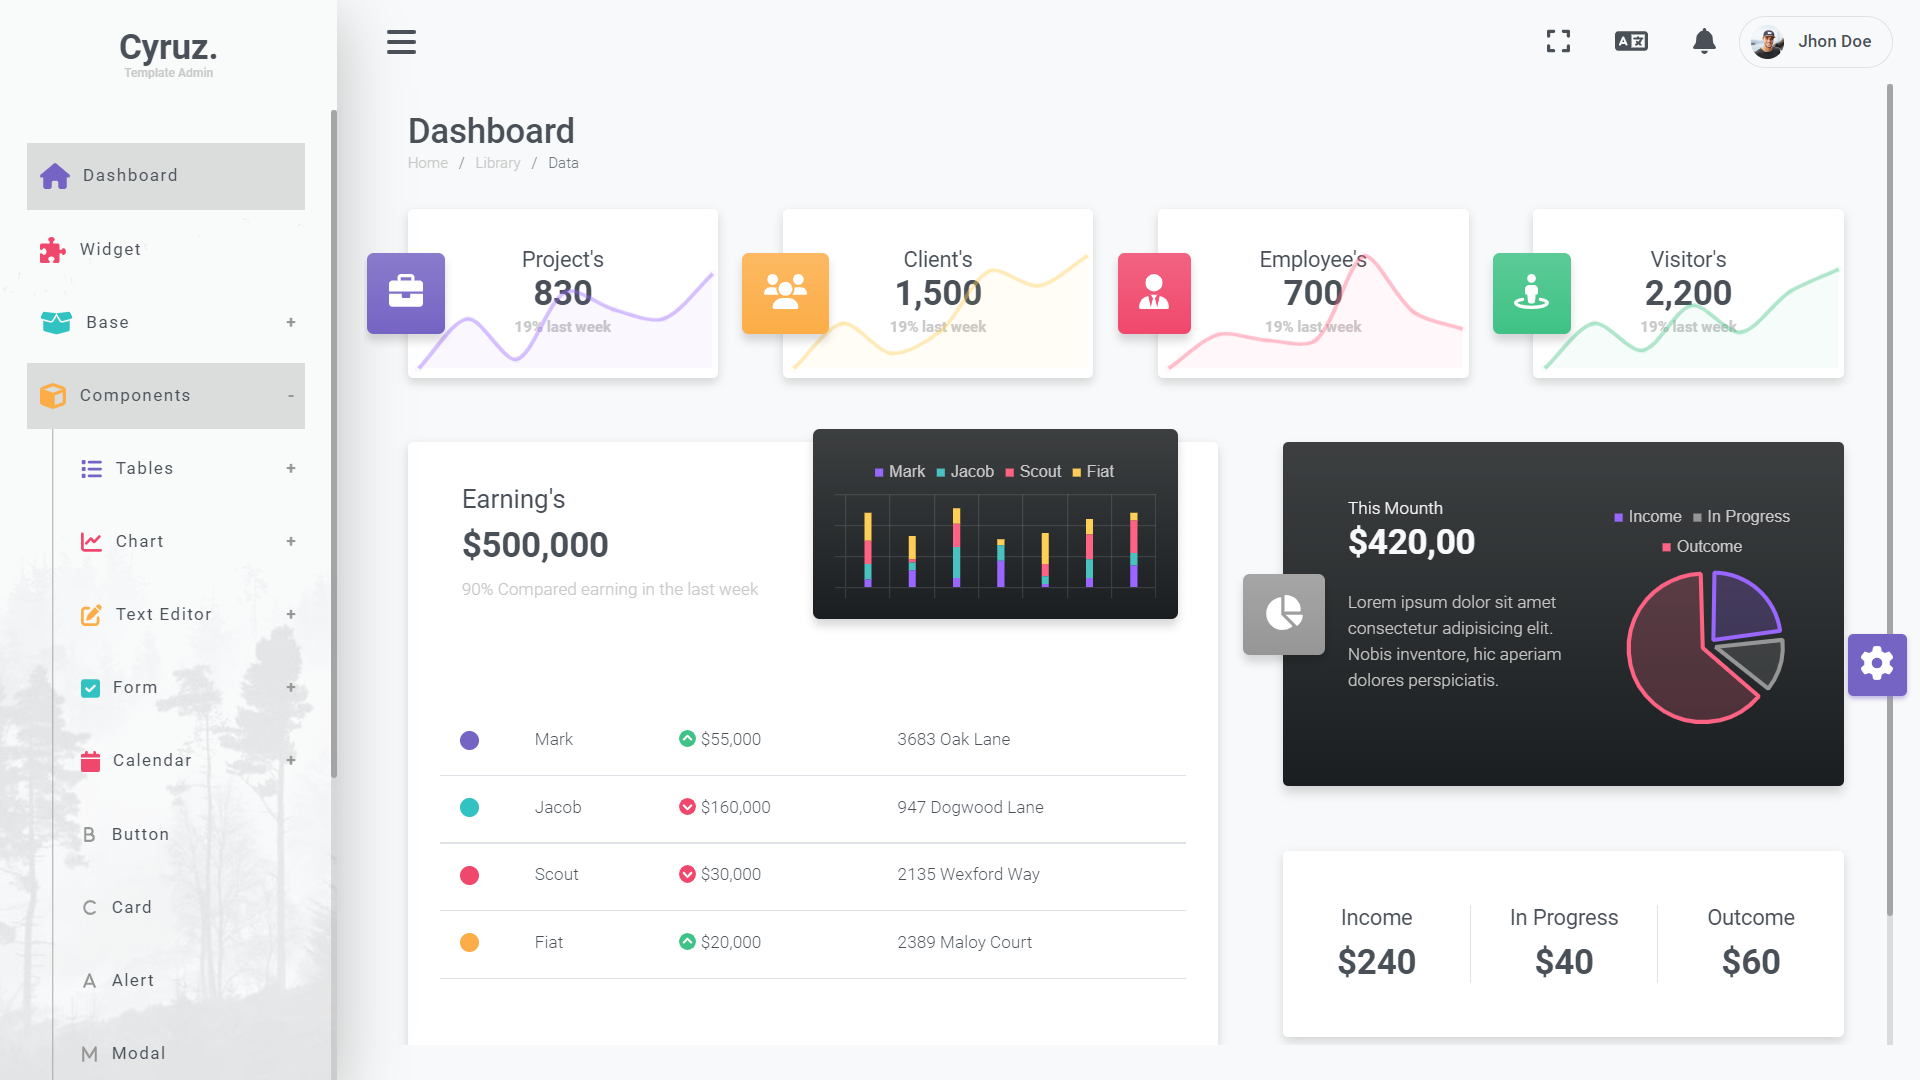 Cyruz.
Template Admin
Dashboard
Widget
Base +
Components -
Tables +
Chart +
Text Editor +
Form +
Calendar +
B Button
C Card
A Alert
M Modal
A文
Jhon Doe
Dashboard
Home / Library / Data
Project's
830
19% last week
Client's
1,500
19% last week
Employee's
700
19% last week
Visitor's
2,200
19% last week
Earning's
$500,000
90% Compared earning in the last week
Mark Jacob Scout Fiat
Mark $55,000 3683 Oak Lane
Jacob $160,000 947 Dogwood Lane
Scout $30,000 2135 Wexford Way
Fiat $20,000 2389 Maloy Court
This Mounth
$420,00
Lorem ipsum dolor sit amet
consectetur adipisicing elit.
Nobis inventore, hic aperiam
dolores perspiciatis.
Income In Progress
Outcome
Income
$240
In Progress
$40
Outcome
$60